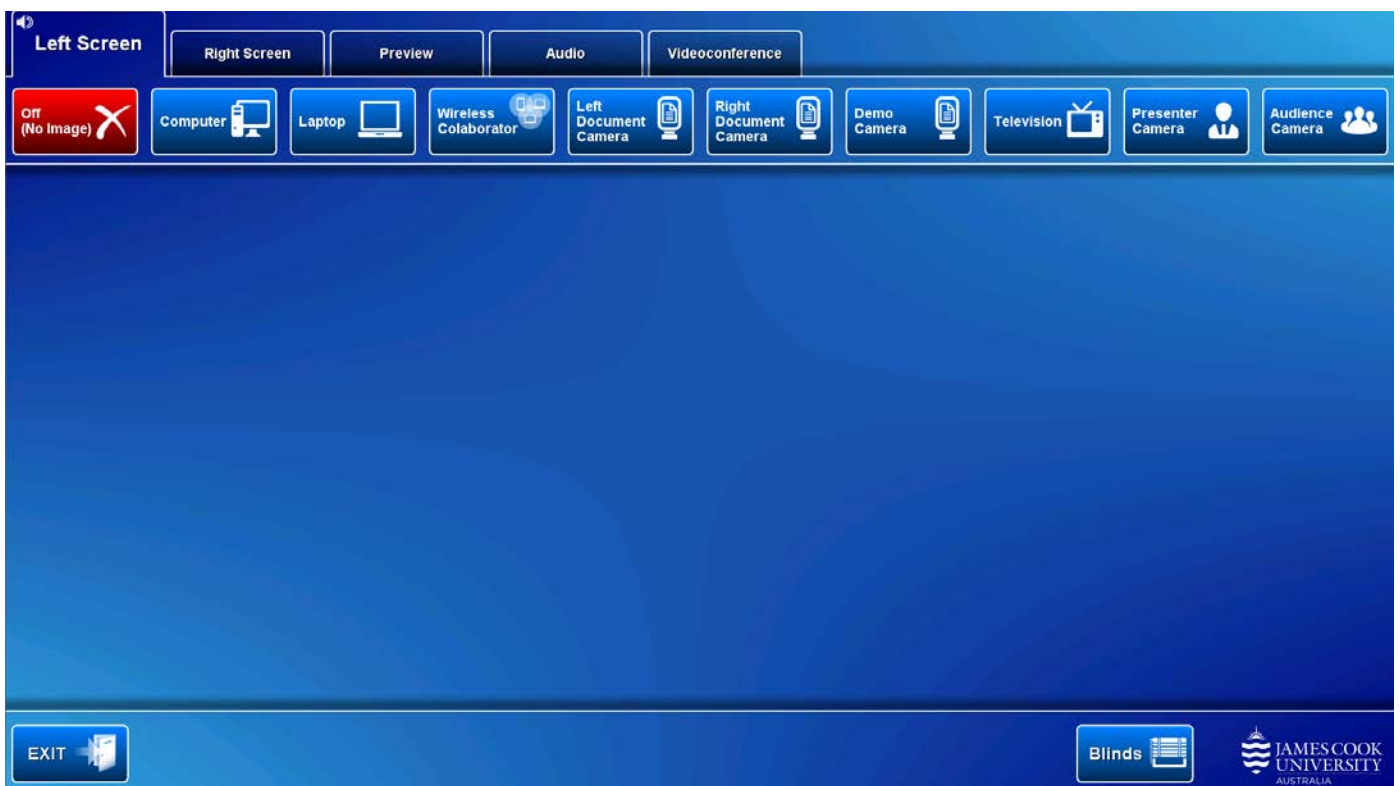 Left Screen
Right Screen
Preview
Audio
Videoconference
Off
(No Image)
Computer
Laptop
Wireless
Colaborator
Left
Document
Camera
Right
Document
Camera
Demo
Camera
Television
Presenter
Camera
Audience
Camera
EXIT
Blinds
JAMES COOK
UNIVERSITY
AUSTRALIA